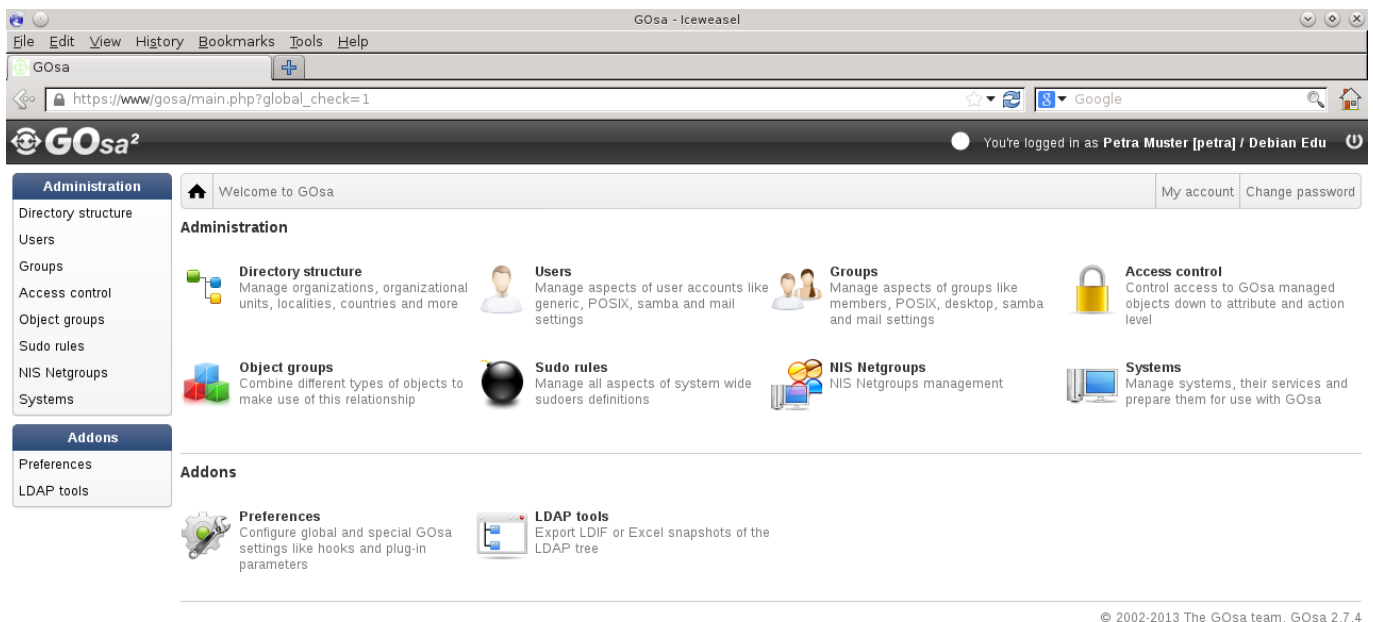 GOsa - Iceweasel
File Edit View History Bookmarks Tools Help
GOsa
https://www/gosa/main.php?global_check=1
8
Google
GOsa²
You're logged in as Petra Muster [petra] / Debian Edu
Administration
Directory structure
Users
Groups
Access control
Object groups
Sudo rules
NIS Netgroups
Systems
Addons
Preferences
LDAP tools
Welcome to GOsa
My account
Change password
Administration
Directory structure
Manage organizations, organizational
units, localities, countries and more
Users
Manage aspects of user accounts like
generic, POSIX, samba and mail
settings
Groups
Manage aspects of groups like
members, POSIX, desktop, samba
and mail settings
Access control
Control access to GOsa managed
objects down to attribute and action
level
Object groups
Combine different types of objects to
make use of this relationship
Sudo rules
Manage all aspects of system wide
sudoers definitions
NIS Netgroups
NIS Netgroups management
Systems
Manage systems, their services and
prepare them for use with GOsa
Addons
Preferences
Configure global and special GOsa
settings like hooks and plug-in
parameters
LDAP tools
Export LDIF or Excel snapshots of the
LDAP tree
© 2002-2013 The GOsa team. GOsa 2.7.4